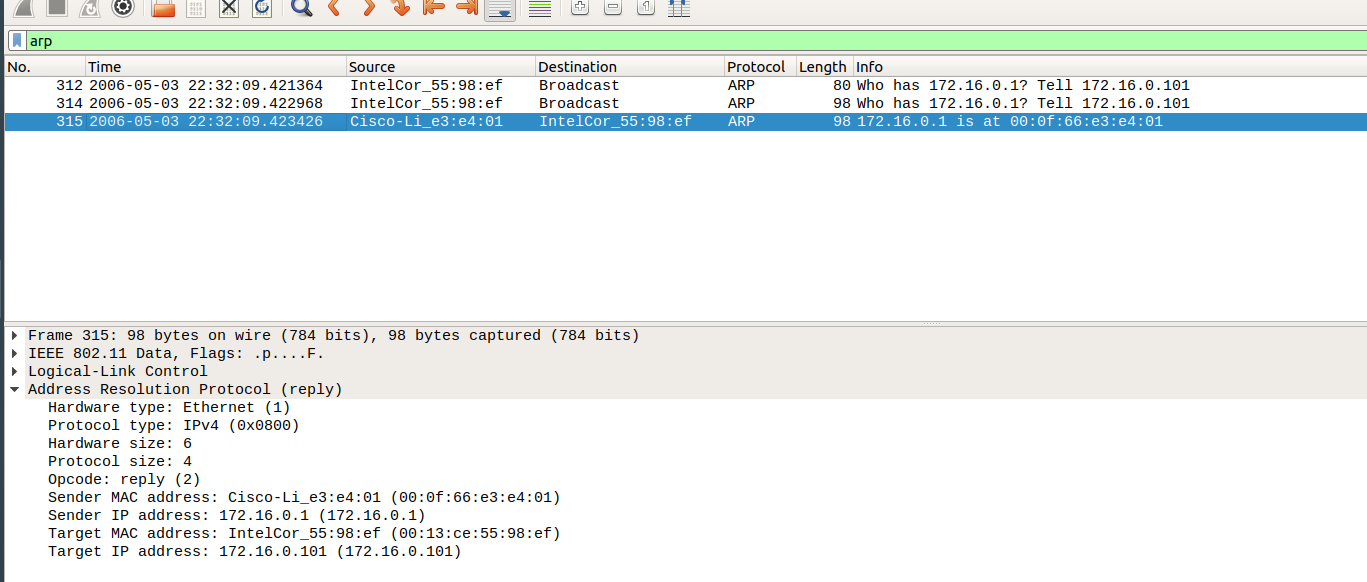 arp
No. Time Source Destination Protocol Length Info
312 2006-05-03 22:32:09.421364 IntelCor_55:98:ef Broadcast ARP 80 Who has 172.16.0.1? Tell 172.16.0.101
314 2006-05-03 22:32:09.422968 IntelCor_55:98:ef Broadcast ARP 98 Who has 172.16.0.1? Tell 172.16.0.101
315 2006-05-03 22:32:09.423426 Cisco-Li_e3:e4:01 IntelCor_55:98:ef ARP 98 172.16.0.1 is at 00:0f:66:e3:e4:01
Frame 315: 98 bytes on wire (784 bits), 98 bytes captured (784 bits)
IEEE 802.11 Data, Flags: .p....F.
Logical-Link Control
Address Resolution Protocol (reply)
Hardware type: Ethernet (1)
Protocol type: IPv4 (0x0800)
Hardware size: 6
Protocol size: 4
Opcode: reply (2)
Sender MAC address: Cisco-Li_e3:e4:01 (00:0f:66:e3:e4:01)
Sender IP address: 172.16.0.1 (172.16.0.1)
Target MAC address: IntelCor_55:98:ef (00:13:ce:55:98:ef)
Target IP address: 172.16.0.101 (172.16.0.101)